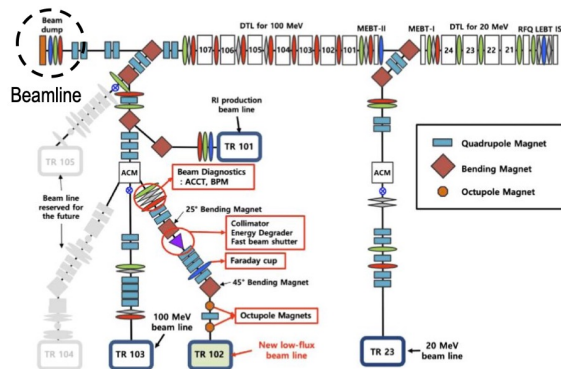 Beam
dump
DTL for 100 MeV
MEBT-II
MEBT-I
DTL for 20 MeV
RFQ LEBT IS
107
106
105
104
103
102
101
24
23
22
21
Beamline
RI production
beam line
TR 101
TR 105
ACM
Beam Diagnostics
: ACCT, BPM
Quadrupole Magnet
Bending Magnet
Octupole Magnet
ACM
Beam line
reserved for
the future
25° Bending Magnet
Collimator
Energy Degrader
Fast beam shutter
Faraday cup
45° Bending Magnet
100 MeV
beam line
Octupole Magnets
TR 104
TR 103
TR 102
New low-flux
beam line
TR 23
20 MeV
beam line